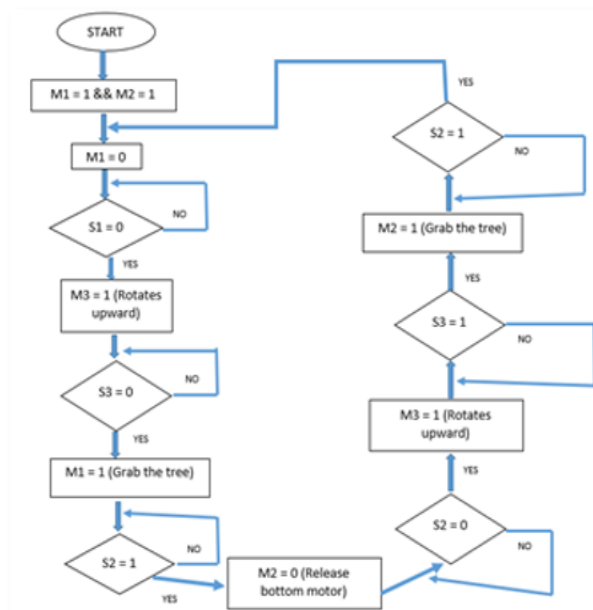 START
M1 = 1 && M2 = 1
M1 = 0
S1 = 0
NO
YES
M3 = 1 (Rotates
upward)
S3 = 0
NO
YES
M1 = 1 (Grab the tree)
S2 = 1
NO
YES
M2 = 0 (Release
bottom motor)
S2 = 0
NO
YES
M3 = 1 (Rotates
upward)
S3 = 1
NO
YES
M2 = 1 (Grab the tree)
S2 = 1
NO
YES